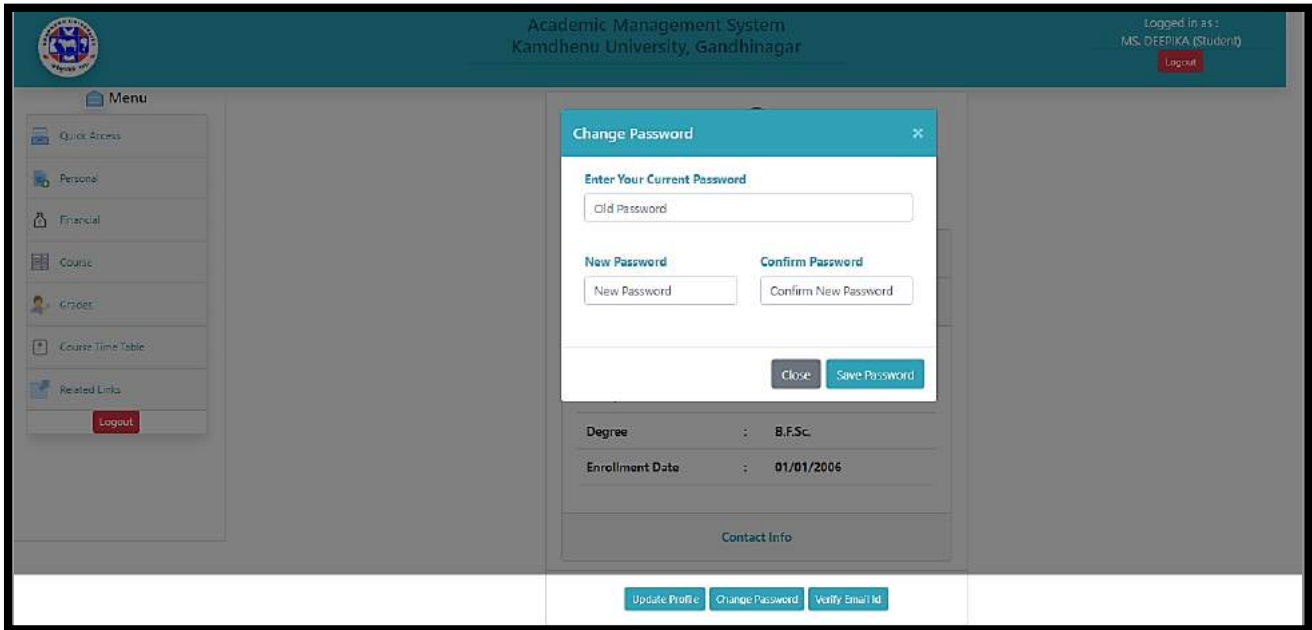 Academic Management System
Kamdhenu University, Gandhinagar
Logged in as :
MS. DEEPIKA (Student)
Logout
Menu
Quick Access
Personal
Financial
Course
Grades
Course Time Table
Related Links
Logout
Change Password ×
Enter Your Current Password
Old Password
New Password Confirm Password
New Password Confirm New Password
Close Save Password
Degree : B.F.Sc.
Enrollment Date : 01/01/2006
Contact Info
Update Profile Change Password Verify Email Id